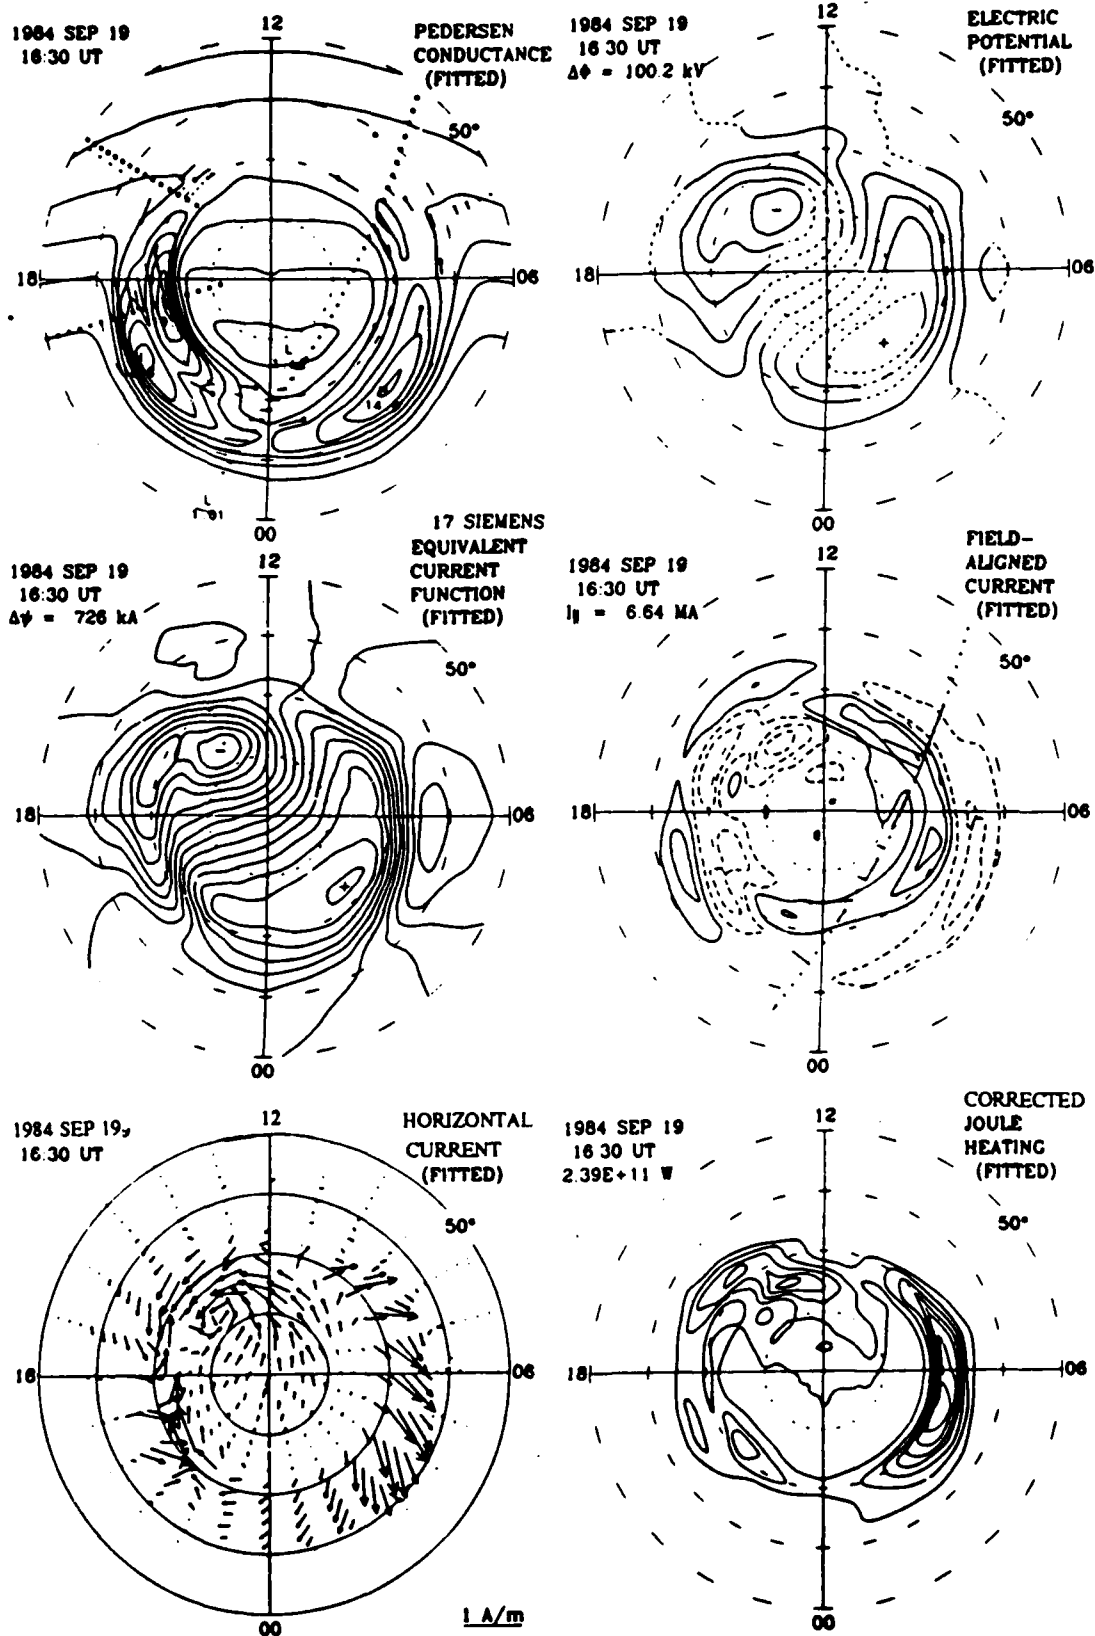 1984 SEP 19
16:30 UT
12
PEDERSEN
CONDUCTANCE
(FITTED)
50°
18
06
14
00
17 SIEMENS
1984 SEP 19
16 30 UT
ΔΦ = 100.2 kV
12
ELECTRIC
POTENTIAL
(FITTED)
50°
18
06
-
+
00
1984 SEP 19
16:30 UT
Δψ = 726 kA
12
EQUIVALENT
CURRENT
FUNCTION
(FITTED)
50°
18
06
-
×
00
1984 SEP 19
16:30 UT
I∥ = 6.64 MA
12
FIELD-
ALIGNED
CURRENT
(FITTED)
50°
18
06
00
1984 SEP 19,
16:30 UT
12
HORIZONTAL
CURRENT
(FITTED)
50°
18
06
00
1 A/m
1984 SEP 19
16 30 UT
2.39E+11 W
12
CORRECTED
JOULE
HEATING
(FITTED)
50°
18
06
00